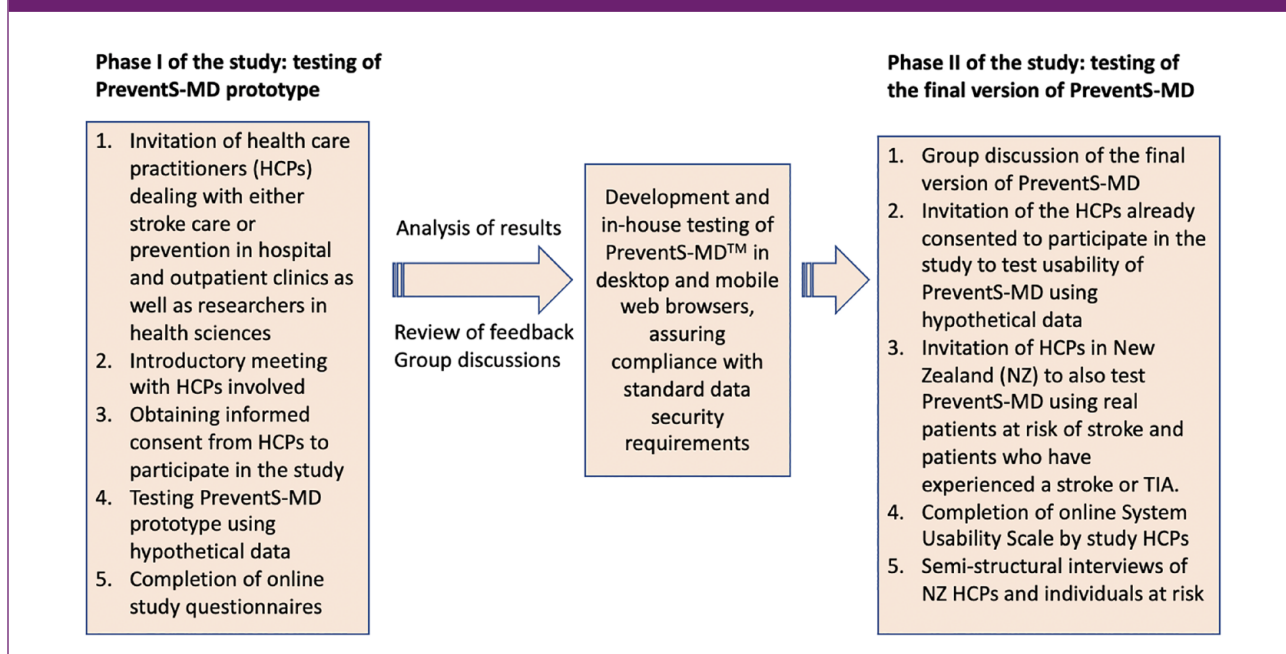 Phase I of the study: testing of
PreventS-MD prototype
1. Invitation of health care
practitioners (HCPs)
dealing with either
stroke care or
prevention in hospital
and outpatient clinics as
well as researchers in
health sciences
2. Introductory meeting
with HCPs involved
3. Obtaining informed
consent from HCPs to
participate in the study
4. Testing PreventS-MD
prototype using
hypothetical data
5. Completion of online
study questionnaires
Analysis of results
Review of feedback
Group discussions
Development and
in-house testing of
PreventS-MD™ in
desktop and mobile
web browsers,
assuring
compliance with
standard data
security
requirements
Phase II of the study: testing of
the final version of PreventS-MD
1. Group discussion of the final
version of PreventS-MD
2. Invitation of the HCPs already
consented to participate in the
study to test usability of
PreventS-MD using
hypothetical data
3. Invitation of HCPs in New
Zealand (NZ) to also test
PreventS-MD using real
patients at risk of stroke and
patients who have
experienced a stroke or TIA.
4. Completion of online System
Usability Scale by study HCPs
5. Semi-structural interviews of
NZ HCPs and individuals at risk